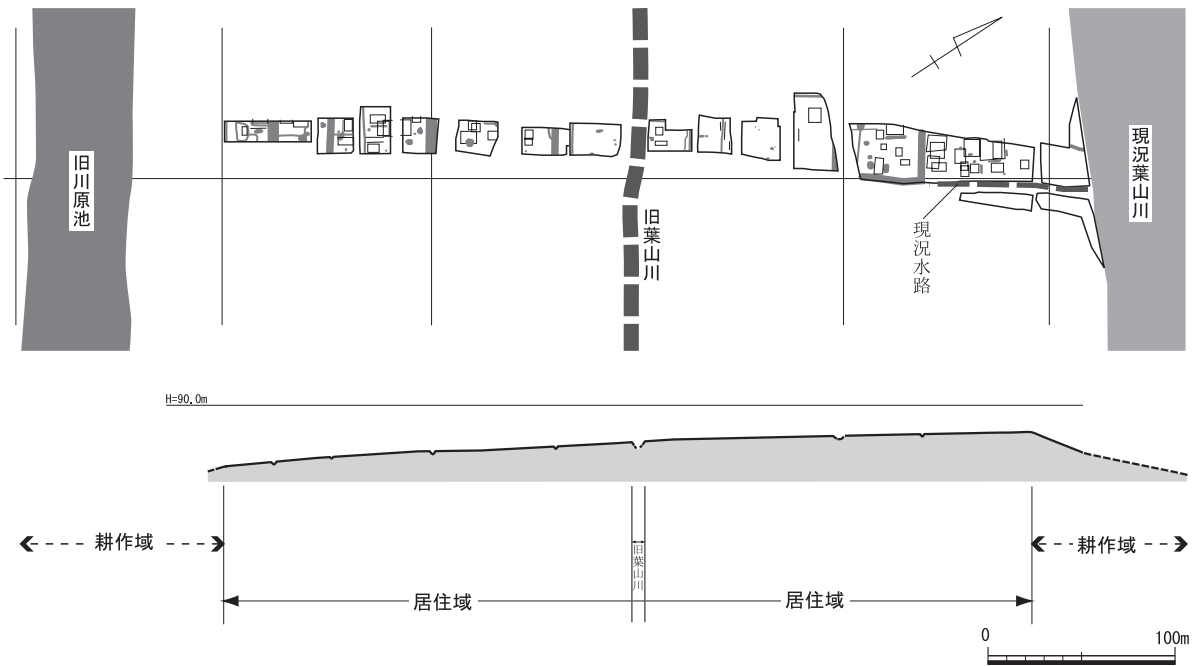 旧川原池
旧葉山川
現況水路
現況葉山川
H=90.0m
耕作域
耕作域
旧葉山川
居住域
居住域
0
100m